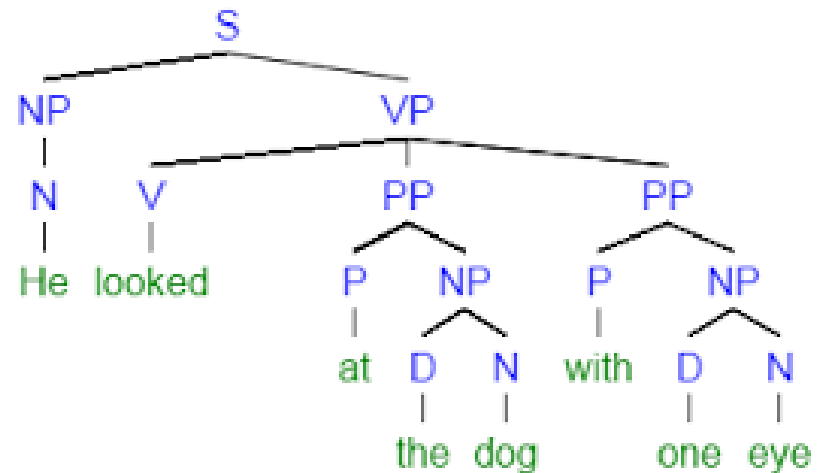 S
NP VP
N V PP PP
He looked P NP P NP
at D N with D N
the dog one eye